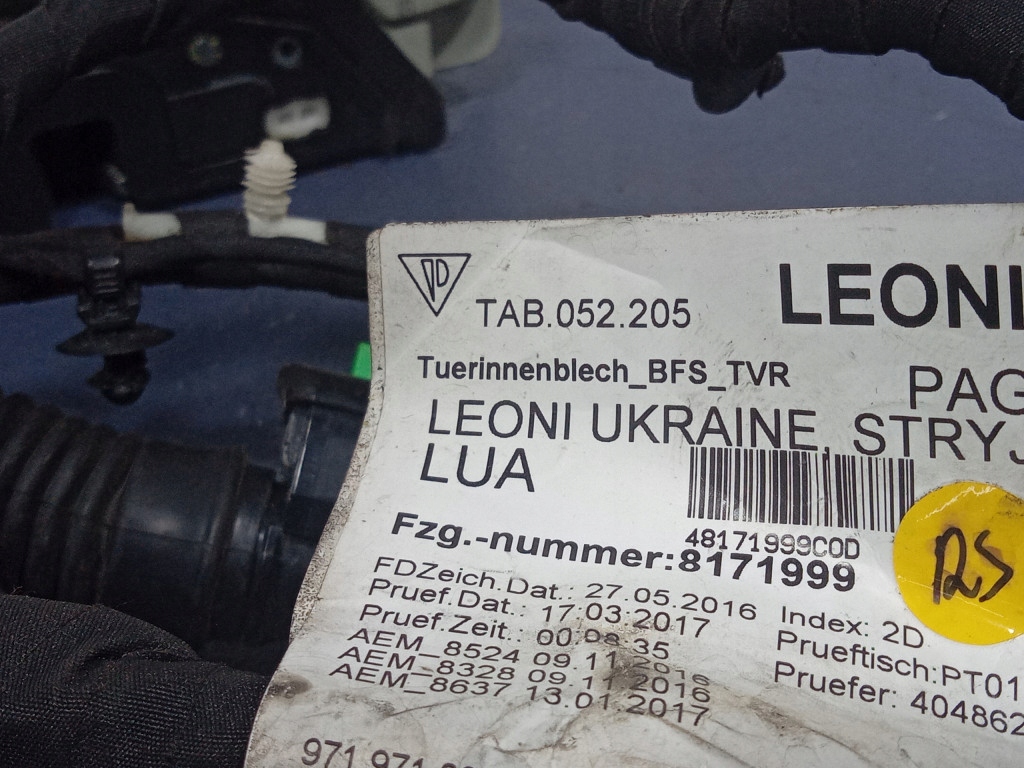 TAB.052.205
LEONI
Tuerinnenblech_BFS_TVR
PAG
LEONI UKRAINE, STRYJ
LUA
48171999C0D
Fzg.-nummer:8171999
FDZeich.Dat.: 27.05.2016
Index: 2D
Pruef.Dat.: 17.03.2017
Prueftisch:PT01
Pruef.Zeit.: 00:08:35
Pruefer: 404862
AEM_8524 09.11.2016
AEM_8328 09.11.2016
AEM_8637 13.01.2017
971.971